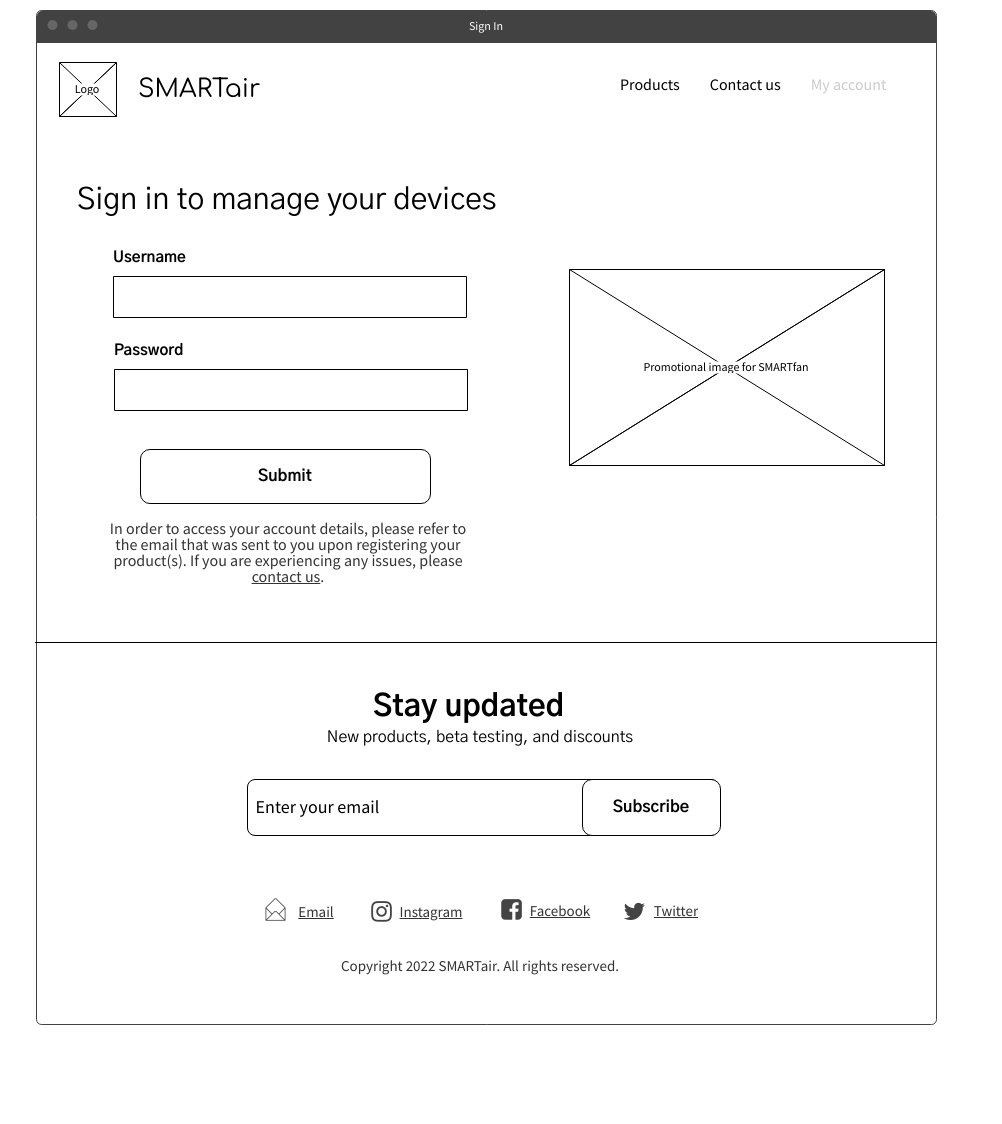 Sign In
Logo
SMARTair
Products
Contact us
My account
Sign in to manage your devices
Username
Password
Promotional image for SMARTfan
Submit
In order to access your account details, please refer to
the email that was sent to you upon registering your
product(s). If you are experiencing any issues, please
contact us.
Stay updated
New products, beta testing, and discounts
Enter your email
Subscribe
Email
Instagram
Facebook
Twitter
Copyright 2022 SMARTair. All rights reserved.